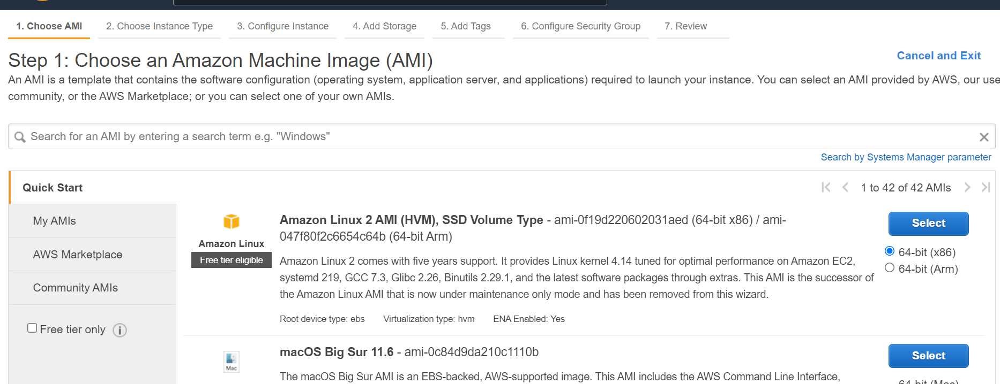 1. Choose AMI 2. Choose Instance Type 3. Configure Instance 4. Add Storage 5. Add Tags 6. Configure Security Group 7. Review
Step 1: Choose an Amazon Machine Image (AMI)
Cancel and Exit
An AMI is a template that contains the software configuration (operating system, application server, and applications) required to launch your instance. You can select an AMI provided by AWS, our use
community, or the AWS Marketplace; or you can select one of your own AMIs.
Search for an AMI by entering a search term e.g. "Windows"
Search by Systems Manager parameter
Quick Start
1 to 42 of 42 AMIs
My AMIs
AWS Marketplace
Community AMIs
Free tier only
Amazon Linux
Free tier eligible
Amazon Linux 2 AMI (HVM), SSD Volume Type - ami-0f19d220602031aed (64-bit x86) / ami-
047f80f2c6654c64b (64-bit Arm)
Amazon Linux 2 comes with five years support. It provides Linux kernel 4.14 tuned for optimal performance on Amazon EC2,
systemd 219, GCC 7.3, Glibc 2.26, Binutils 2.29.1, and the latest software packages through extras. This AMI is the successor of
the Amazon Linux AMI that is now under maintenance only mode and has been removed from this wizard.
Root device type: ebs Virtualization type: hvm ENA Enabled: Yes
Select
64-bit (x86)
64-bit (Arm)
Mac
macOS Big Sur 11.6 - ami-0c84d9da210c1110b
The macOS Big Sur AMI is an EBS-backed, AWS-supported image. This AMI includes the AWS Command Line Interface,
Select
64-bit (Mac)